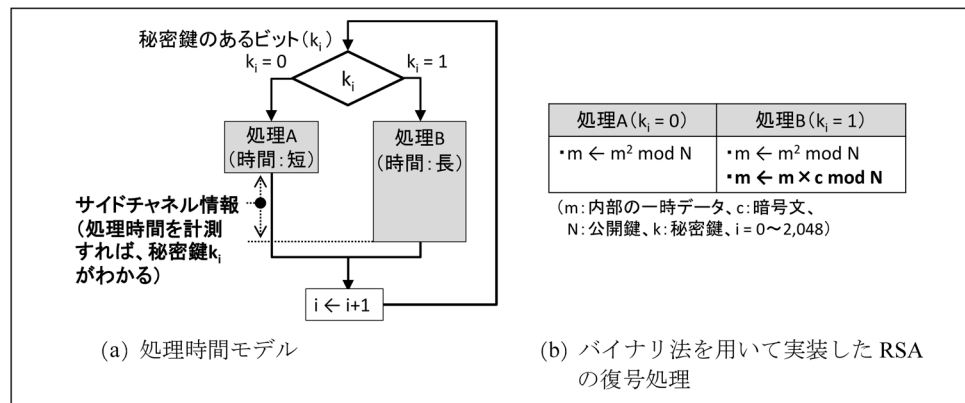 秘密鍵のあるビット(ki)
ki = 0
ki = 1
ki
処理A
(時間:短)
処理B
(時間:長)
サイドチャネル情報
(処理時間を計測
すれば、秘密鍵ki
がわかる)
i ← i+1
(a) 処理時間モデル
処理A(ki = 0)
処理B(ki = 1)
・m ← m² mod N
・m ← m² mod N
・m ← m × c mod N
(m:内部の一時データ、c:暗号文、
N:公開鍵、k:秘密鍵、i = 0~2,048)
(b) バイナリ法を用いて実装した RSA
の復号処理